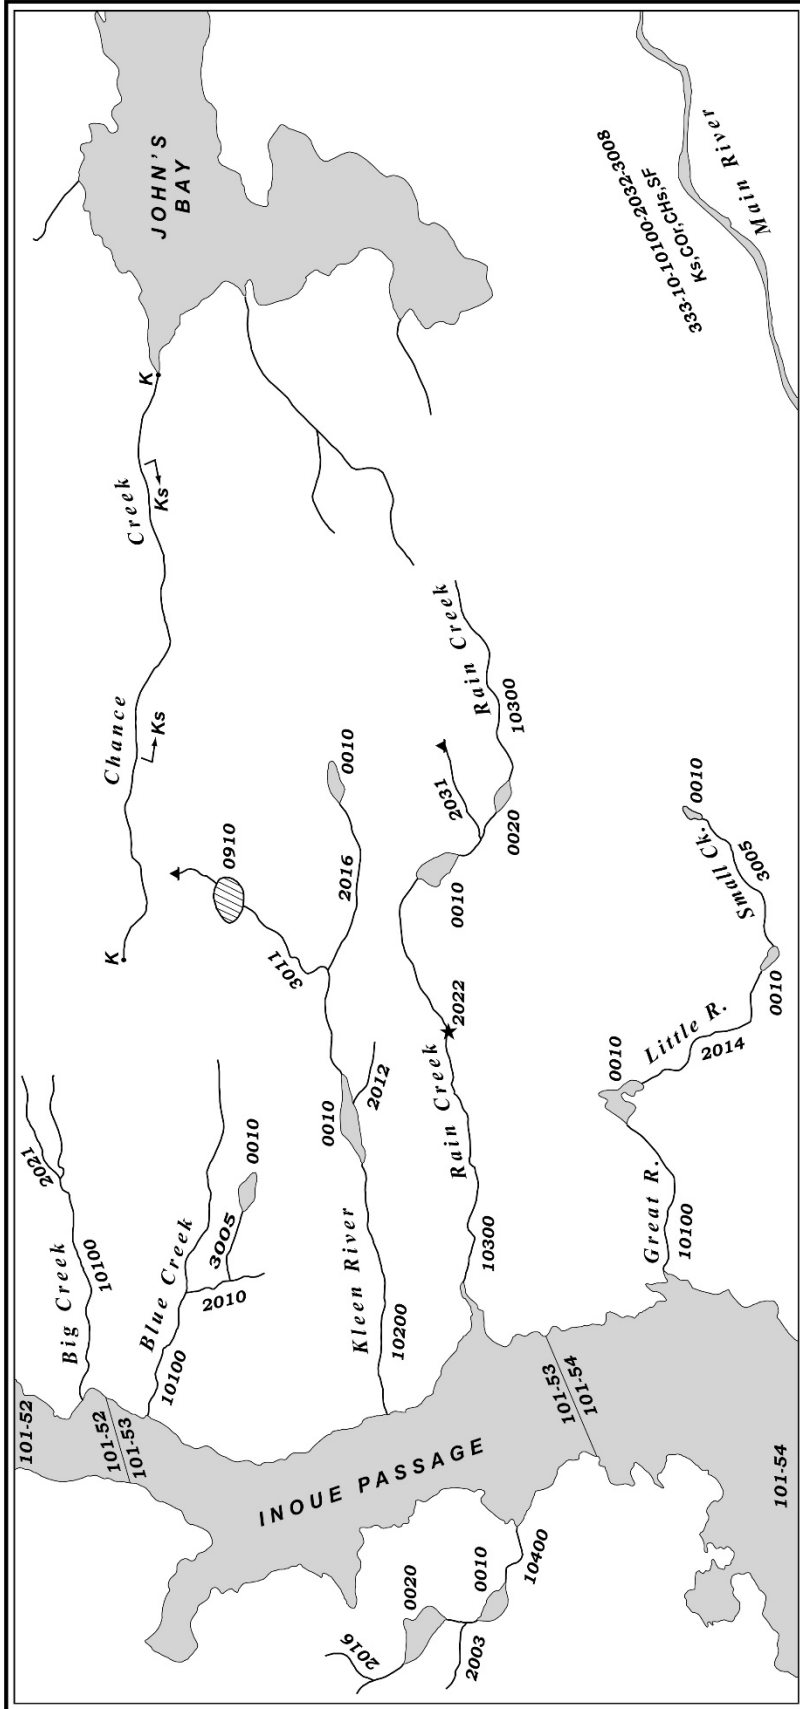 JOHN'S
BAY
Main River
333-10-10100-2032-3008
Ks,COr,CHs,SF
K
Creek
Ks
Chance
Ks
K
Rain Creek
10300
2031
0020
0010
0010
2016
0910
3011
0010
Small Ck.
3005
0010
Little R.
2014
0010
Great R.
10100
2022
Rain Creek
10300
2012
0010
Kleen River
10200
2021
Big Creek
10100
0010
3005
Blue Creek
2010
10100
101-52
101-52
101-53
101-53
101-54
INOUE PASSAGE
101-54
10400
0010
0020
2003
2016